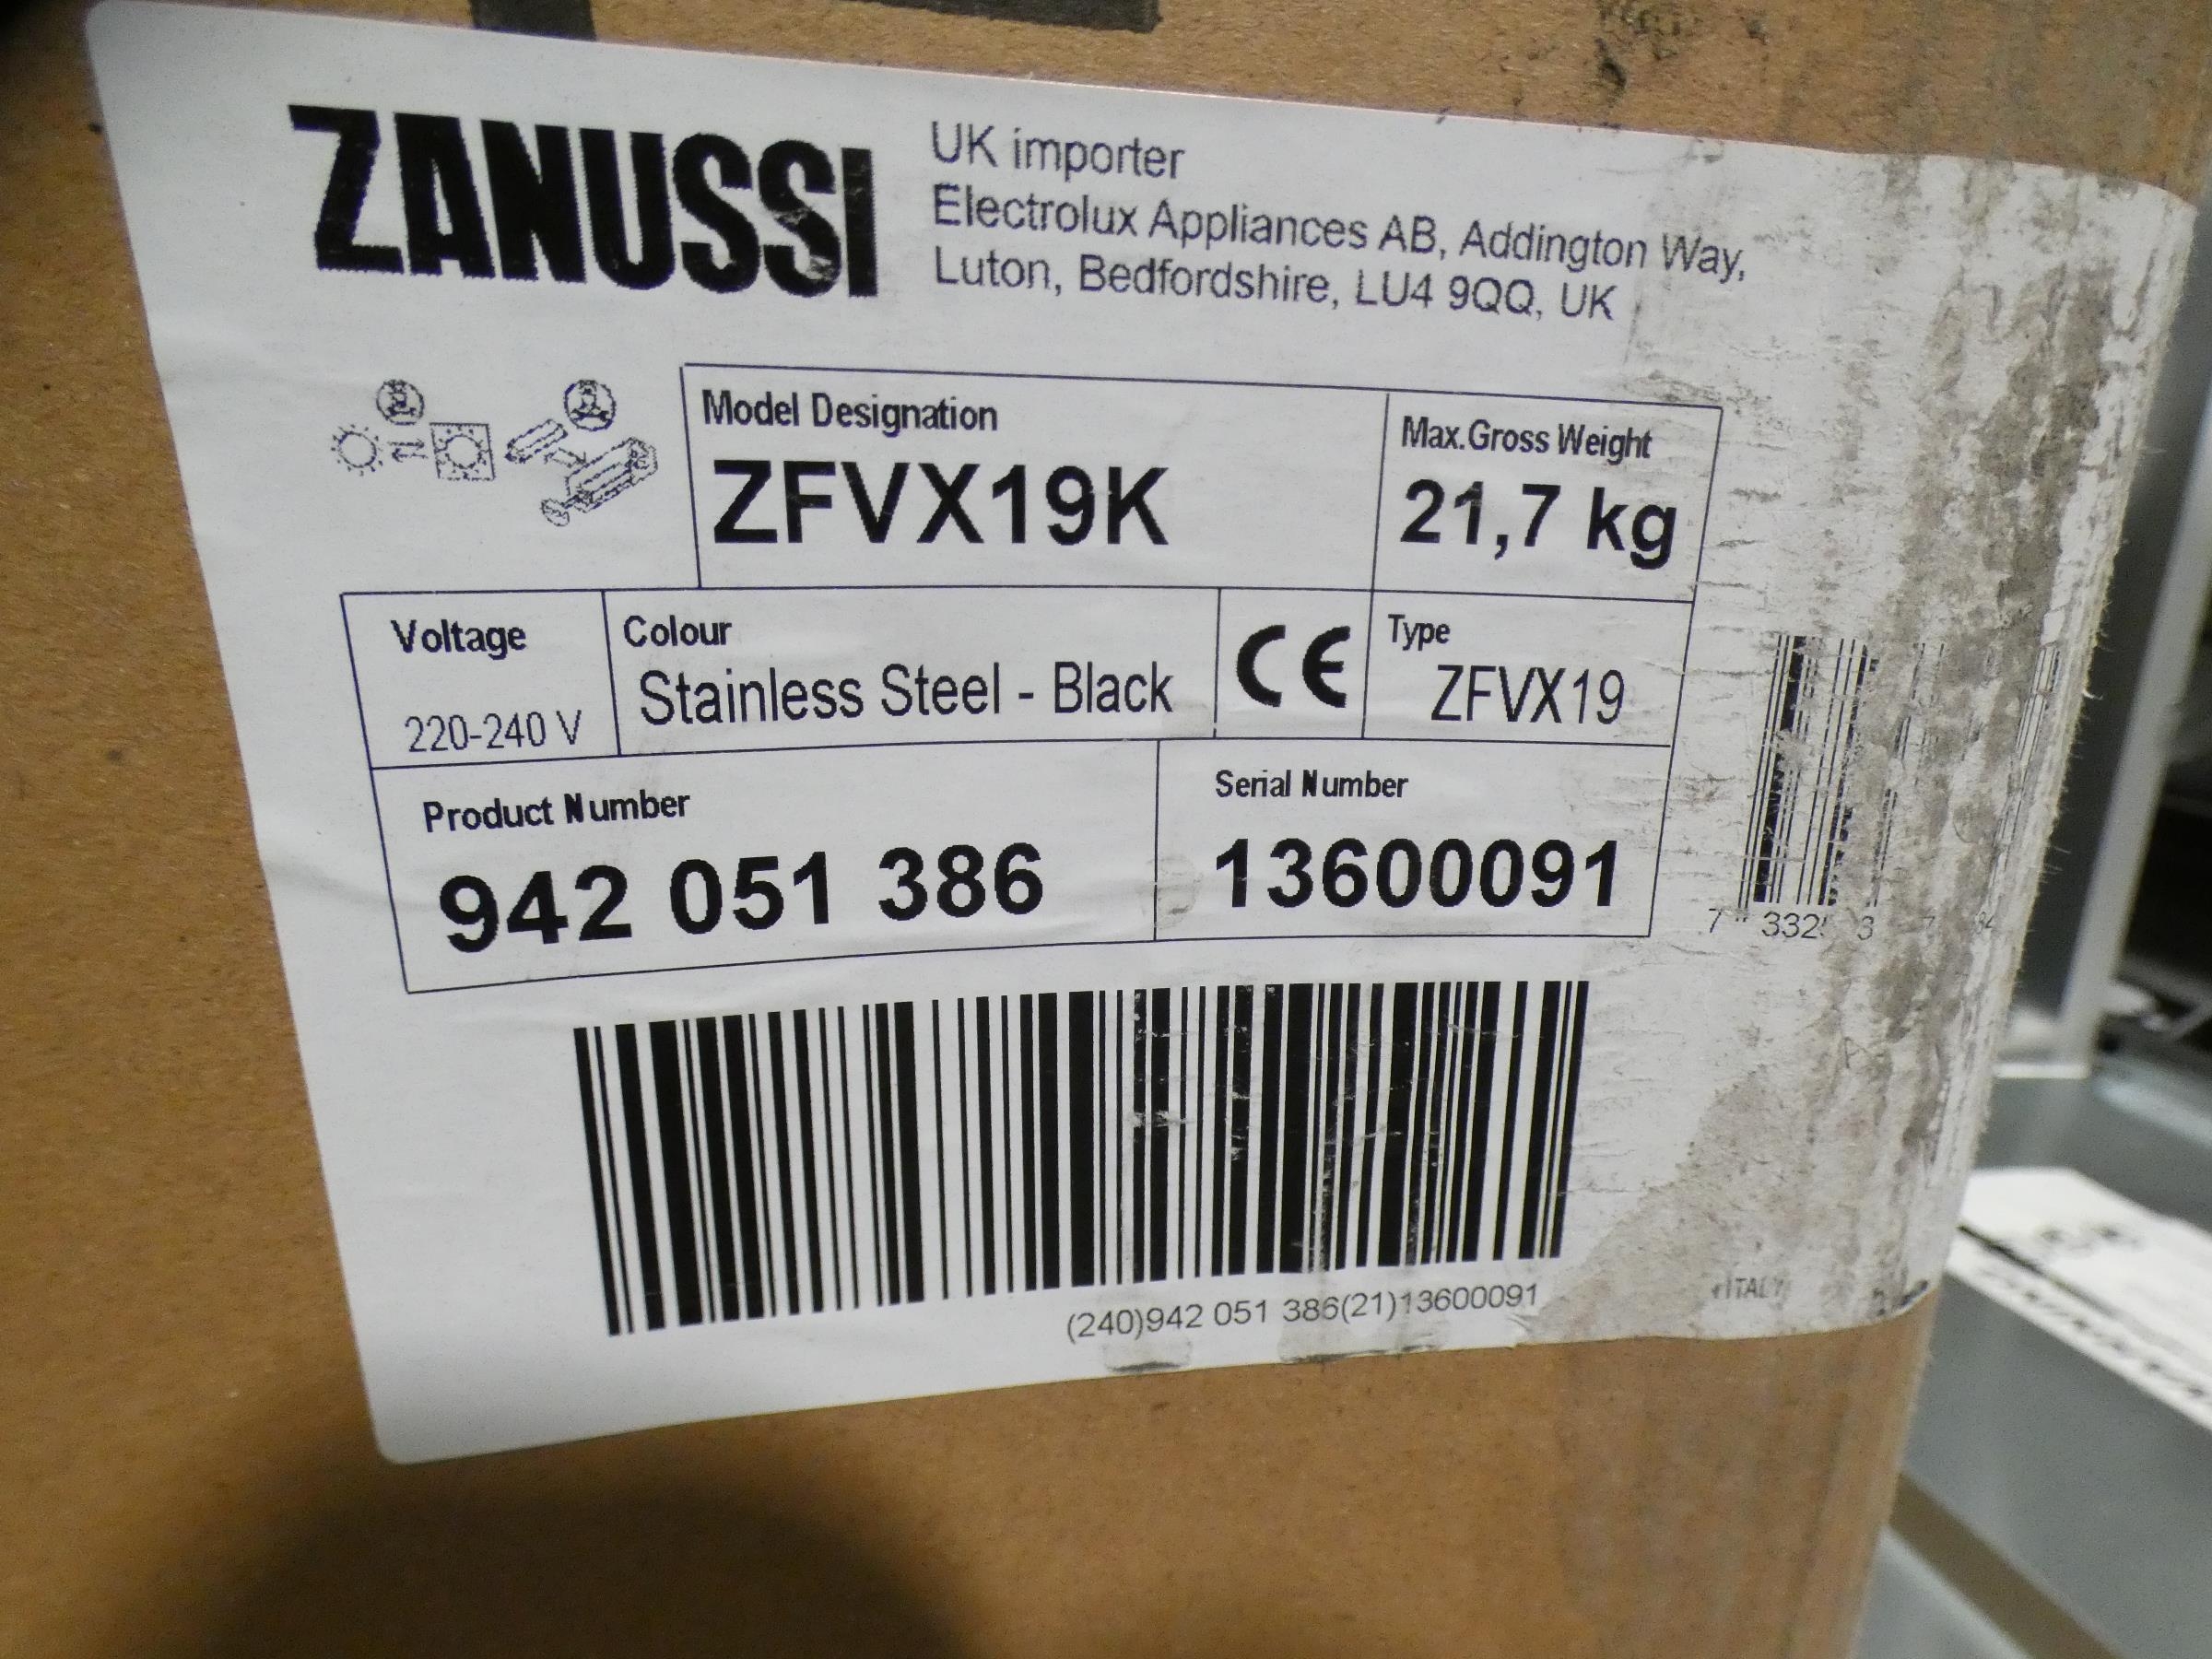 ZANUSSI
UK importer
Electrolux Appliances AB, Addington Way,
Luton, Bedfordshire, LU4 9QQ, UK
Model Designation
ZFVX19K
Max.Gross Weight
21,7 kg
Voltage
220-240 V
Colour
Stainless Steel - Black
CE
Type
ZFVX19
Product Number
942 051 386
Serial Number
13600091
(240)942 051 386(21)13600091
ITALY